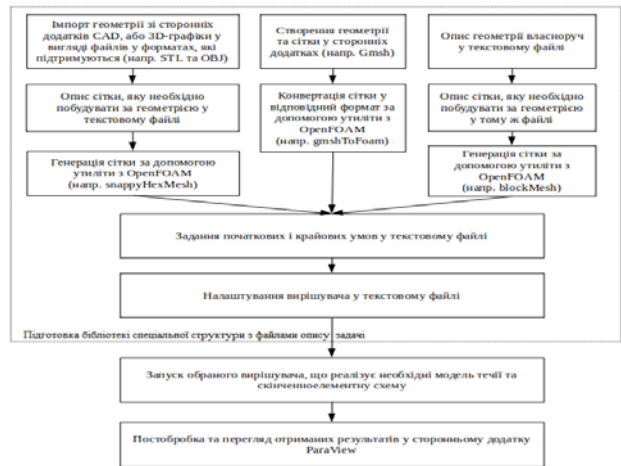 Імпорт геометрії зі сторонніх
додатків CAD, або 3D-графіки у
вигляді файлів у форматах, які
підтримуються (напр. STL та OBJ)
Створення геометрії
та сітки у сторонніх
додатках (напр. Gmsh)
Опис геометрії власноруч
у текстовому файлі
Опис сітки, яку необхідно
побудувати за геометрією у
текстовому файлі
Конвертація сітки у
відповідний формат за
допомогою утиліти з
OpenFOAM
(напр. gmshToFoam)
Опис сітки, яку необхідно
побудувати за геометрією
у тому ж файлі
Генерація сітки за допомогою
утиліти з OpenFOAM
(напр. snappyHexMesh)
Генерація сітки за допомогою
утиліти з OpenFOAM
(напр. blockMesh)
Задання початкових і крайових умов у текстовому файлі
Налаштування вирішувача у текстовому файлі
Підготовка бібліотекі спеціальної структури з файлами опису задачі
Запуск обраного вирішувача, що реалізує необхідні модель течії та
скінченноелементну схему
Постобробка та перегляд отриманих результатів у сторонньому додатку
ParaView